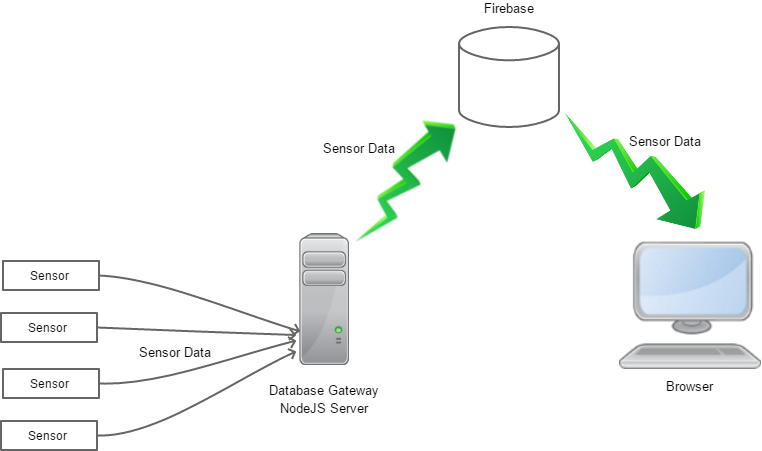 Firebase
Sensor Data
Sensor Data
Sensor
Sensor
Sensor Data
Sensor
Sensor
Database Gateway
NodeJS Server
Browser